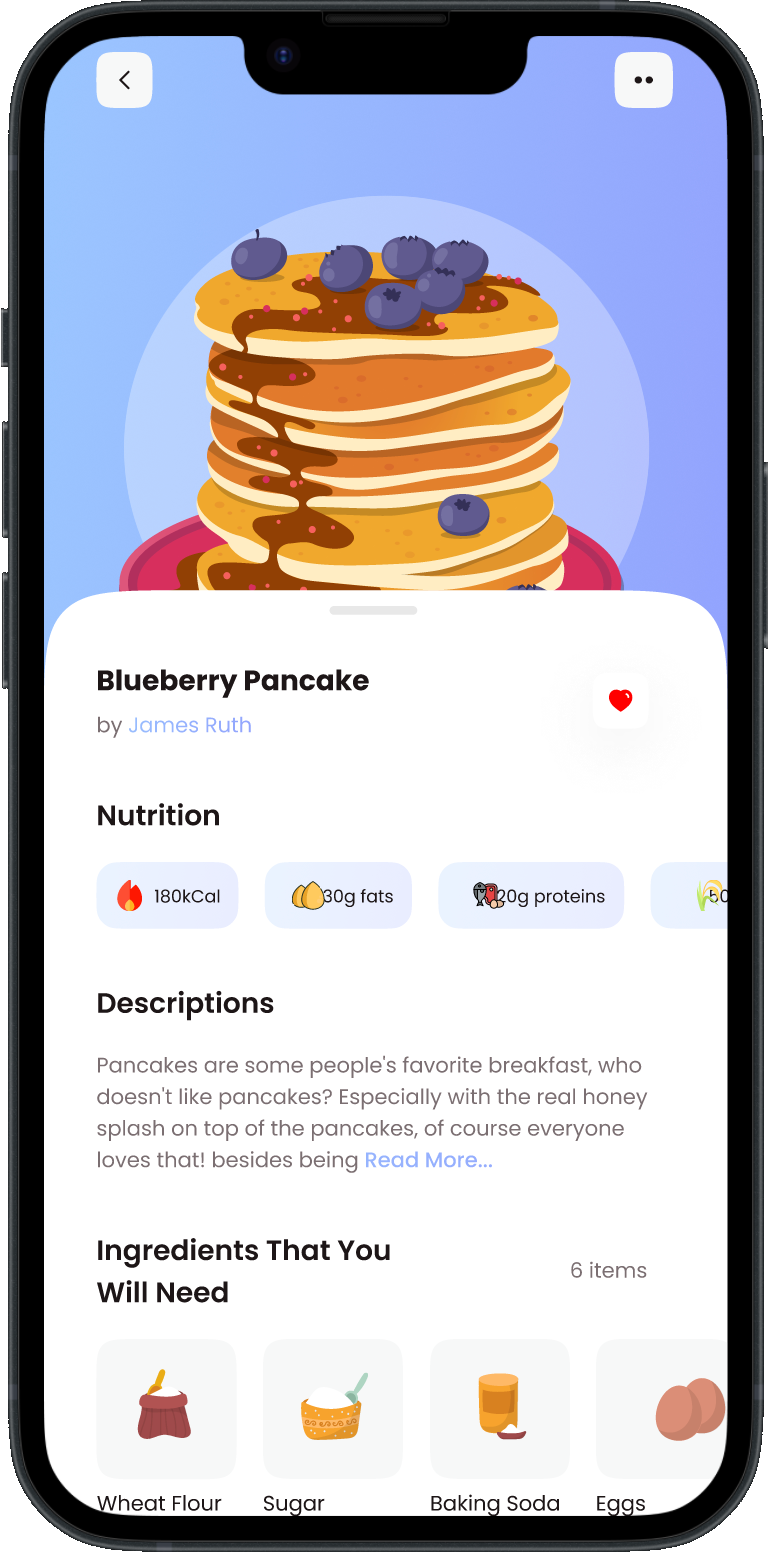 Blueberry Pancake
by James Ruth
Nutrition
180kCal
30g fats
20g proteins
50
Descriptions
Pancakes are some people's favorite breakfast, who
doesn't like pancakes? Especially with the real honey
splash on top of the pancakes, of course everyone
loves that! besides being Read More...
Ingredients That You
Will Need
6 items
Wheat Flour
Sugar
Baking Soda
Eggs